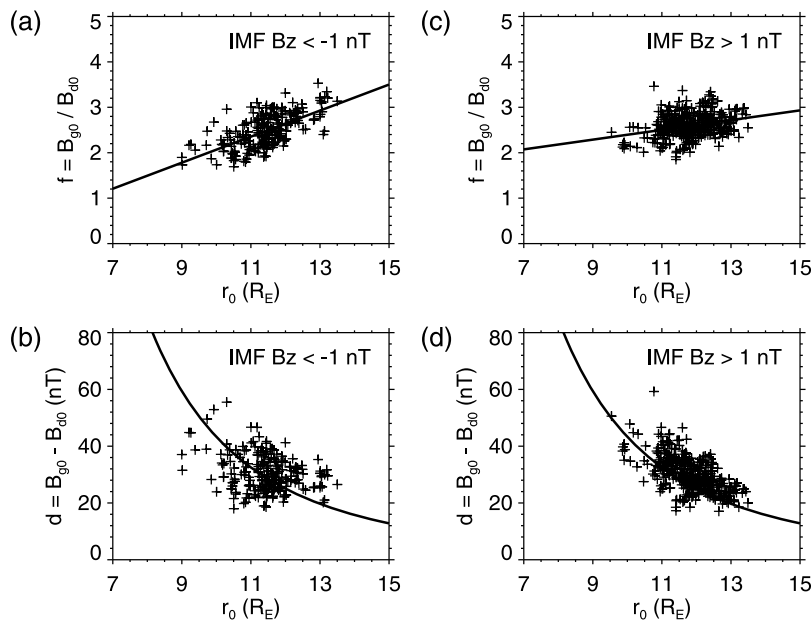 (a)
IMF Bz < -1 nT
f = Bg0 / Bd0
5
4
3
2
1
0
7 9 11 13 15
r0 (RE)
(c)
IMF Bz > 1 nT
f = Bg0 / Bd0
5
4
3
2
1
0
7 9 11 13 15
r0 (RE)
(b)
IMF Bz < -1 nT
d = Bg0 - Bd0 (nT)
80
60
40
20
0
7 9 11 13 15
r0 (RE)
(d)
IMF Bz > 1 nT
d = Bg0 - Bd0 (nT)
80
60
40
20
0
7 9 11 13 15
r0 (RE)